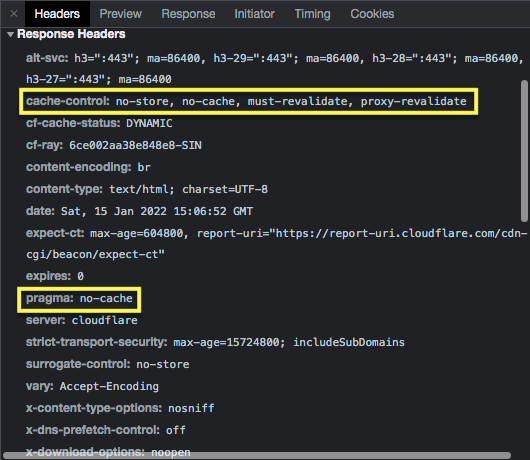 × Headers Preview Response Initiator Timing Cookies
▼ Response Headers
alt-svc: h3=":443"; ma=86400, h3-29=":443"; ma=86400, h3-28=":443"; ma=86400,
h3-27=":443"; ma=86400
cache-control: no-store, no-cache, must-revalidate, proxy-revalidate
cf-cache-status: DYNAMIC
cf-ray: 6ce002aa38e848e8-SIN
content-encoding: br
content-type: text/html; charset=UTF-8
date: Sat, 15 Jan 2022 15:06:52 GMT
expect-ct: max-age=604800, report-uri="https://report-uri.cloudflare.com/cdn-
cgi/beacon/expect-ct"
expires: 0
pragma: no-cache
server: cloudflare
strict-transport-security: max-age=15724800; includeSubDomains
surrogate-control: no-store
vary: Accept-Encoding
x-content-type-options: nosniff
x-dns-prefetch-control: off
x-download-options: noopen